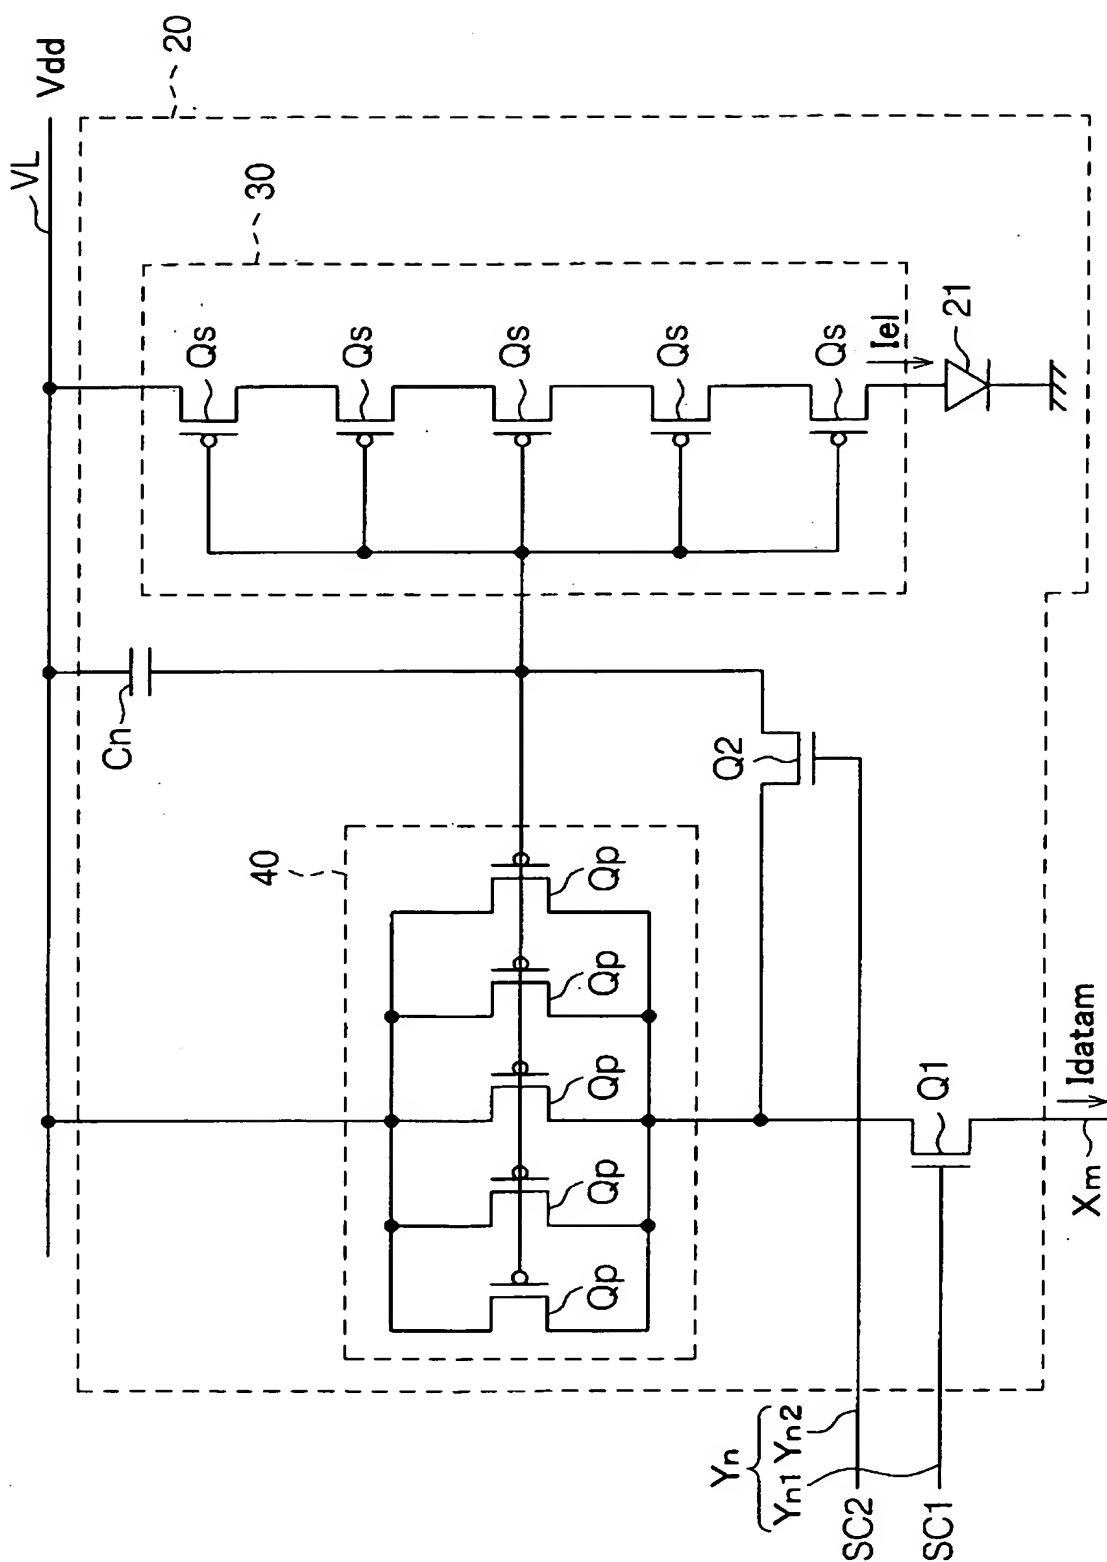 VL
Vdd
20
30
Qs
Qs
Qs
Qs
Qs
Iel
21
Cn
Q2
40
Qp
Qp
Qp
Qp
Qp
Q1
Idatam
Xm
Yn
Yn1
Yn2
SC2
SC1